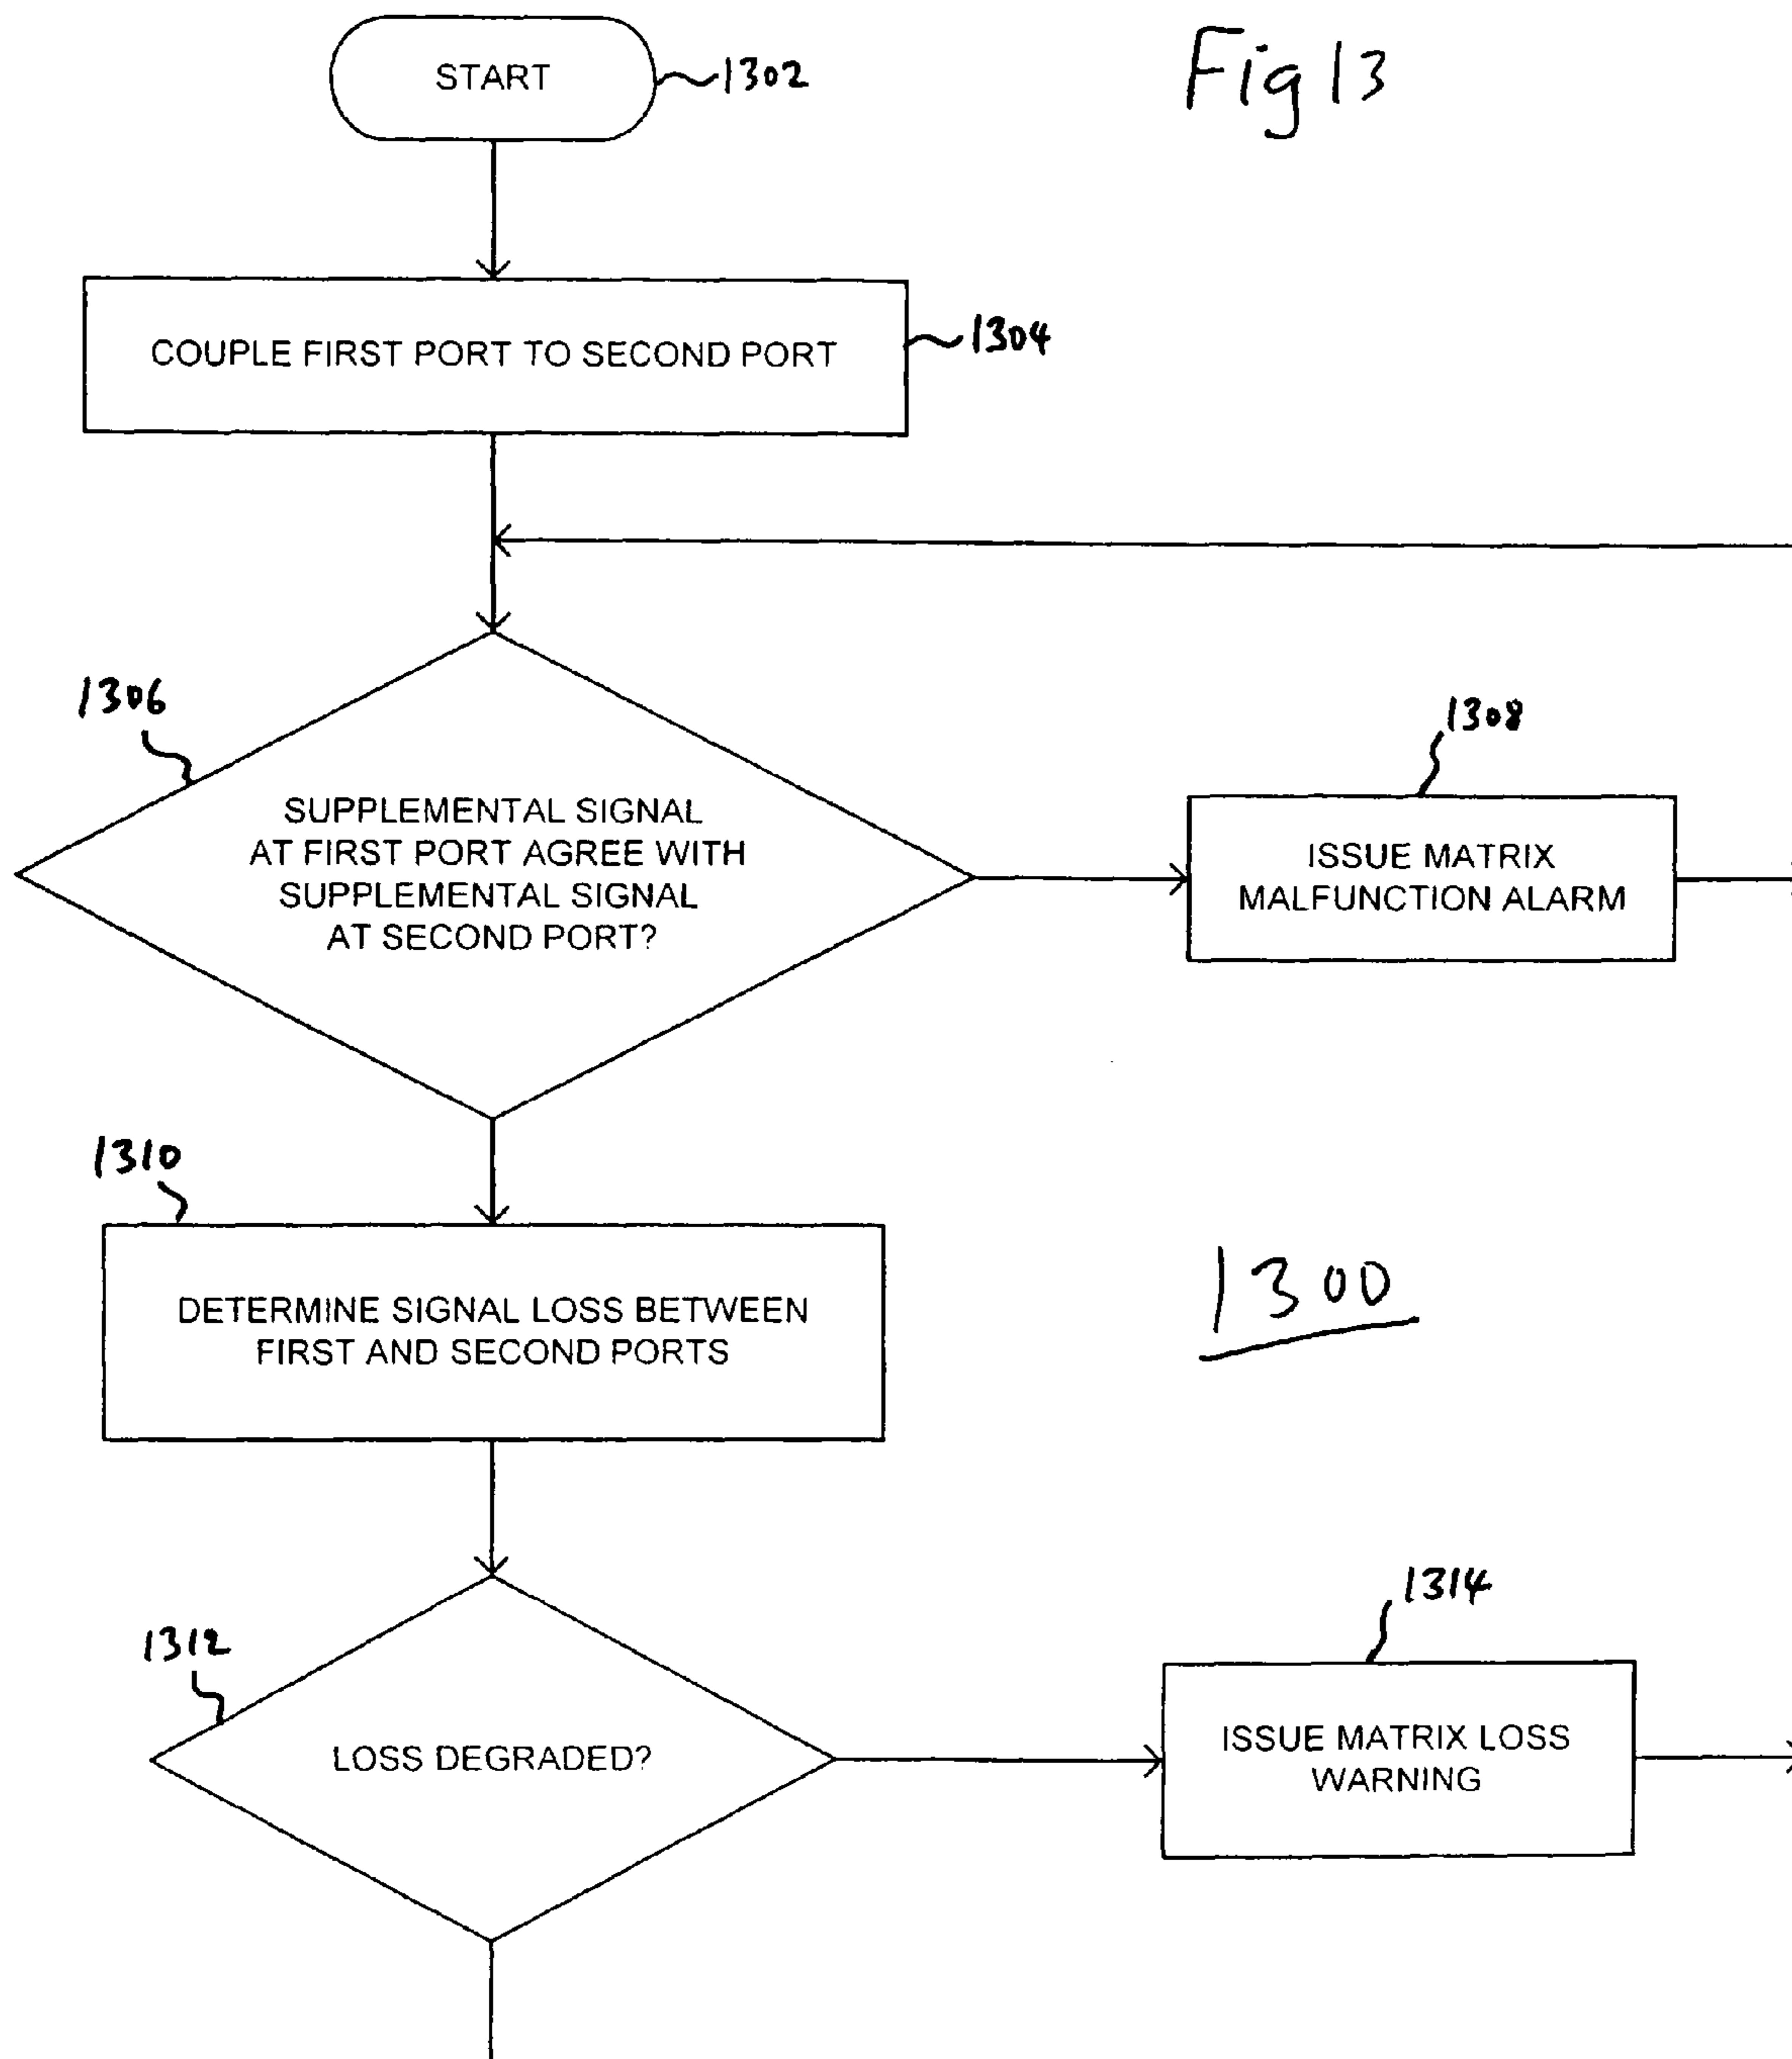 Fig 13
START
1302
COUPLE FIRST PORT TO SECOND PORT
1304
1306
SUPPLEMENTAL SIGNAL
AT FIRST PORT AGREE WITH
SUPPLEMENTAL SIGNAL
AT SECOND PORT?
1308
ISSUE MATRIX
MALFUNCTION ALARM
1310
DETERMINE SIGNAL LOSS BETWEEN
FIRST AND SECOND PORTS
1300
1312
LOSS DEGRADED?
1314
ISSUE MATRIX LOSS
WARNING